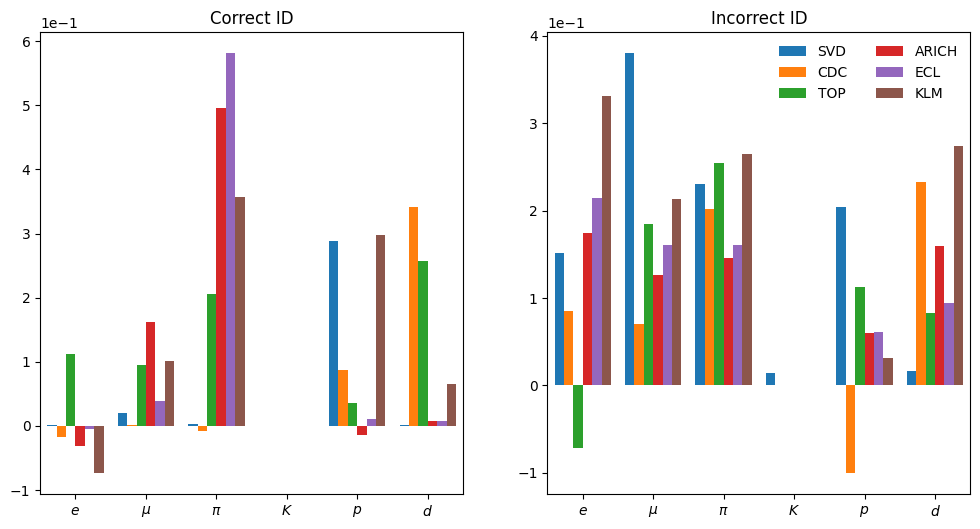 Correct ID
1e−1
6
5
4
3
2
1
0
−1
e
μ
π
K
p
d
Incorrect ID
1e−1
4
3
2
1
0
−1
SVD
CDC
TOP
ARICH
ECL
KLM
e
μ
π
K
p
d